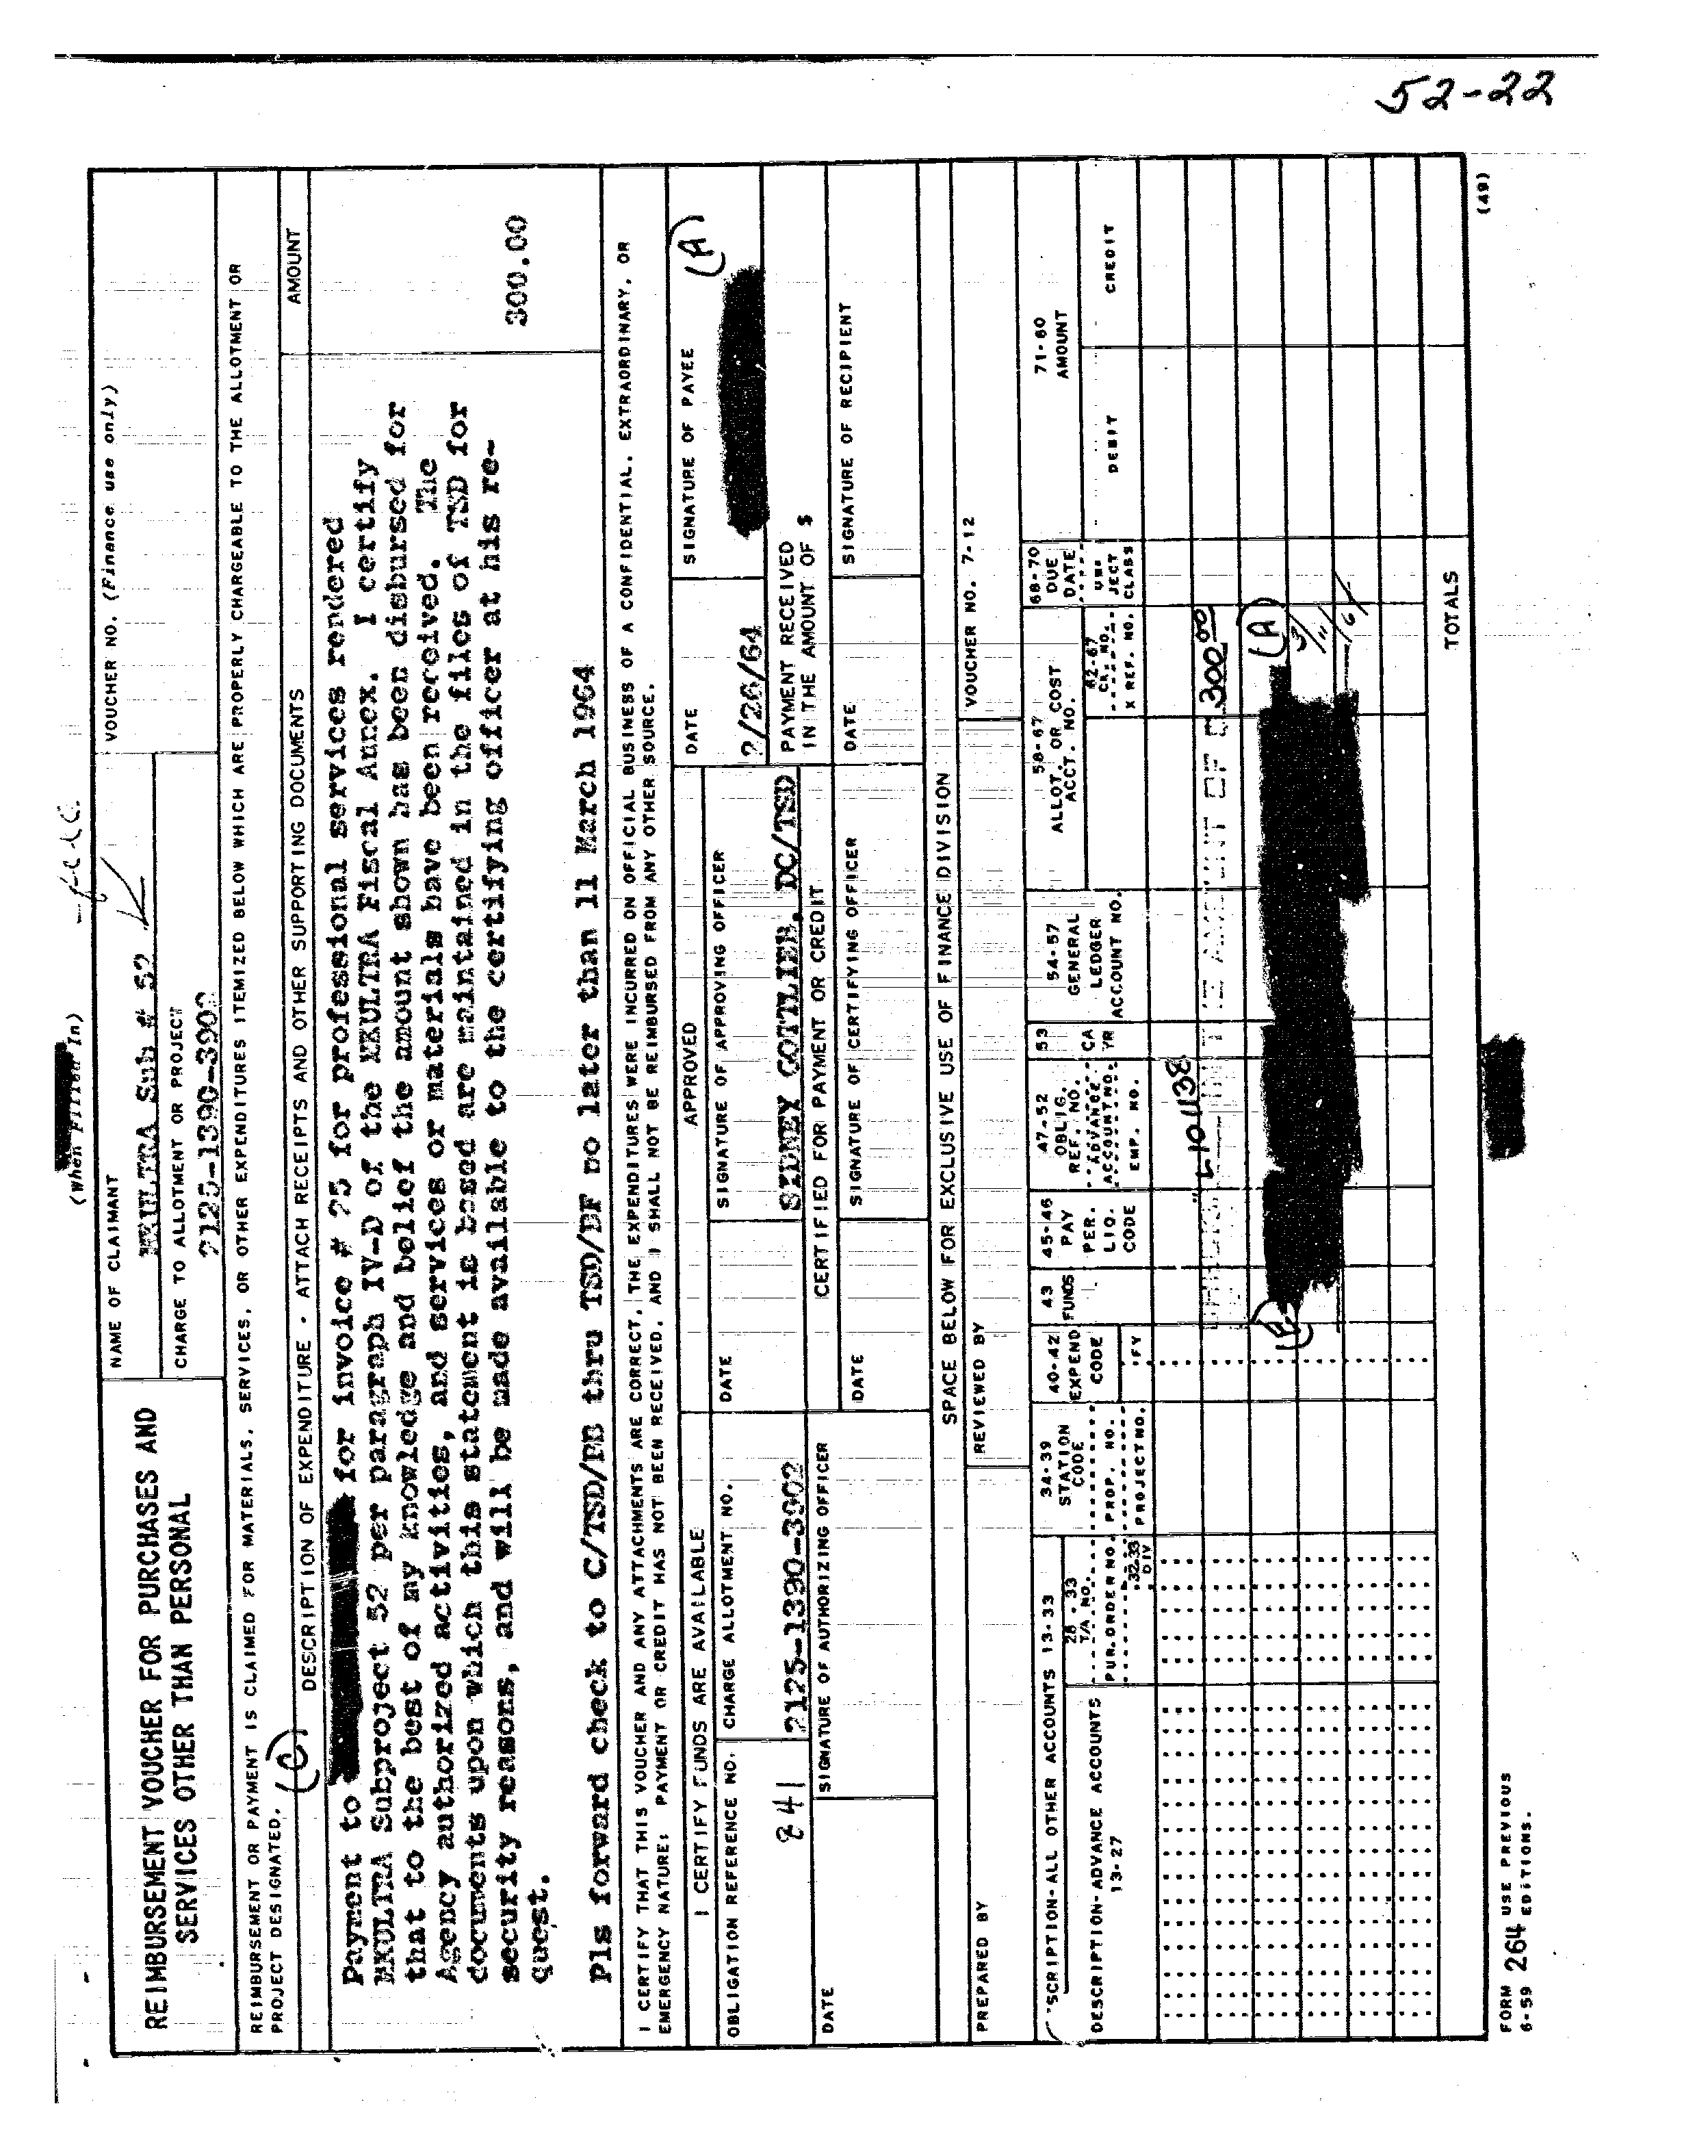 52-22
(When Filled In)
REIMBURSEMENT VOUCHER FOR PURCHASES AND
SERVICES OTHER THAN PERSONAL
NAME OF CLAIMANT
MKULTRA Sub # 52
VOUCHER NO. (Finance use only)
CHARGE TO ALLOTMENT OR PROJECT
2125-1390-3902
REIMBURSEMENT OR PAYMENT IS CLAIMED FOR MATERIALS, SERVICES, OR OTHER EXPENDITURES ITEMIZED BELOW WHICH ARE PROPERLY CHARGEABLE TO THE ALLOTMENT OR
PROJECT DESIGNATED.
DESCRIPTION OF EXPENDITURE - ATTACH RECEIPTS AND OTHER SUPPORTING DOCUMENTS
AMOUNT
(C)
Payment to for invoice # 25 for professional services rendered
MKULTRA Subproject 52 per paragraph IV-D of the MKULTRA Fiscal Annex. I certify
that to the best of my knowledge and belief the amount shown has been disbursed for
Agency authorized activities, and services or materials have been received. The
documents upon which this statement is based are maintained in the files of TSD for
security reasons, and will be made available to the certifying officer at his re-
quest.
300.00
Pls forward check to C/TSD/PB thru TSD/BF no later than 11 March 1964
I CERTIFY THAT THIS VOUCHER AND ANY ATTACHMENTS ARE CORRECT, THE EXPENDITURES WERE INCURRED ON OFFICIAL BUSINESS OF A CONFIDENTIAL, EXTRAORDINARY, OR
EMERGENCY NATURE; PAYMENT OR CREDIT HAS NOT BEEN RECEIVED, AND I SHALL NOT BE REIMBURSED FROM ANY OTHER SOURCE.
I CERTIFY FUNDS ARE AVAILABLE
APPROVED
DATE
SIGNATURE OF PAYEE
(A)
OBLIGATION REFERENCE NO.
CHARGE ALLOTMENT NO.
DATE
SIGNATURE OF APPROVING OFFICER
841
2125-1390-3902
SIDNEY GOTTLIEB, DC/TSD
2/26/64
PAYMENT RECEIVED
IN THE AMOUNT OF $
CERTIFIED FOR PAYMENT OR CREDIT
DATE
SIGNATURE OF AUTHORIZING OFFICER
DATE
SIGNATURE OF CERTIFYING OFFICER
DATE
SIGNATURE OF RECIPIENT
SPACE BELOW FOR EXCLUSIVE USE OF FINANCE DIVISION
PREPARED BY
REVIEWED BY
VOUCHER NO. 7-12
DESCRIPTION-ALL OTHER ACCOUNTS 13-33
DESCRIPTION-ADVANCE ACCOUNTS
13-27
28-33
T/A NO.
PUR.ORDER NO.
32-33
DIV
34-39
STATION
CODE
PROP. NO.
PROJECT NO.
40-42
EXPEND
CODE
FY
43
FUNDS
45-46
PAY
PER.
LIQ.
CODE
47-52
OBLIG.
REF. NO.
ADVANCE
ACCOUNT NO.
EMP. NO.
53
CA
YR
54-57
GENERAL
LEDGER
ACCOUNT NO.
58-67
ALLOT. OR COST
ACCT. NO.
62-67
CK. NO.
X REF. NO.
68-70
DUE
DATE
OBJECT
CLASS
71-80
AMOUNT
DEBIT
CREDIT
L101138
THE AMOUNT OF 300 00
(A)
(A)
3/11/64
TOTALS
FORM 264 USE PREVIOUS
6-59 EDITIONS.
(49)